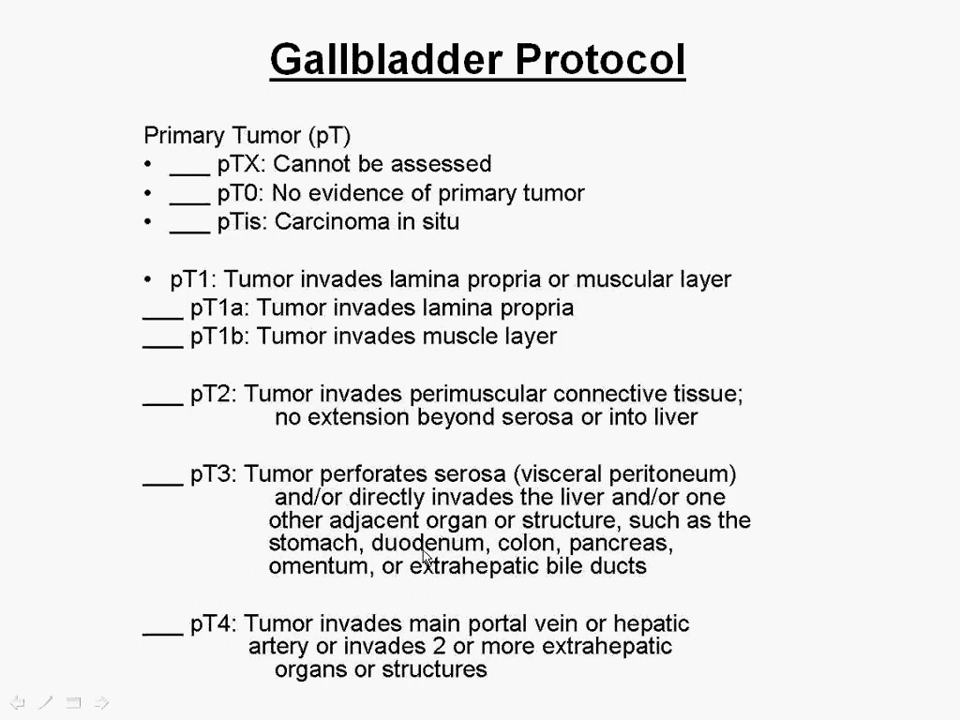 Gallbladder Protocol
Primary Tumor (pT)
• ___ pTX: Cannot be assessed
• ___ pT0: No evidence of primary tumor
• ___ pTis: Carcinoma in situ
• pT1: Tumor invades lamina propria or muscular layer
___ pT1a: Tumor invades lamina propria
___ pT1b: Tumor invades muscle layer
___ pT2: Tumor invades perimuscular connective tissue;
no extension beyond serosa or into liver
___ pT3: Tumor perforates serosa (visceral peritoneum)
and/or directly invades the liver and/or one
other adjacent organ or structure, such as the
stomach, duodenum, colon, pancreas,
omentum, or extrahepatic bile ducts
___ pT4: Tumor invades main portal vein or hepatic
artery or invades 2 or more extrahepatic
organs or structures